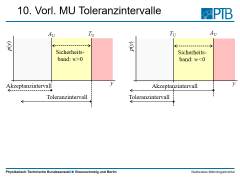 10. Vorl. MU Toleranzintervalle
PTB
A_U T_U
p(v)
Sicherheits-
band: w>0
y
Akzeptanzintervall
Toleranzintervall
T_U A_U
p(v)
Sicherheits-
band: w<0
y
Akzeptanzintervall
Toleranzintervall
Physikalisch-Technische Bundesanstalt Braunschweig und Berlin
Nationales Metrologieinstitut